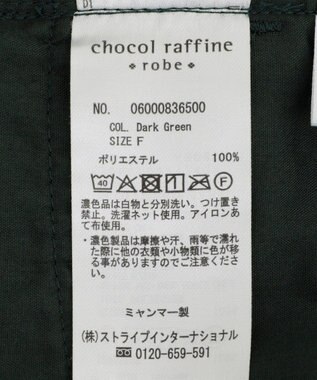 chocol raffine
robe
NO. 06000836500
COL. Dark Green
SIZE F
ポリエステル 100%
40
F
濃色品は白物と分別洗い。つけ置き
禁止。洗濯ネット使用。アイロンあ
て布使用。
・濃色製品は摩擦や汗、雨等で濡れ
た際に他の衣類や小物類に色が移
る事がありますのでご注意くださ
い。
ミャンマー製
(株)ストライプインターナショナル
0120-659-591